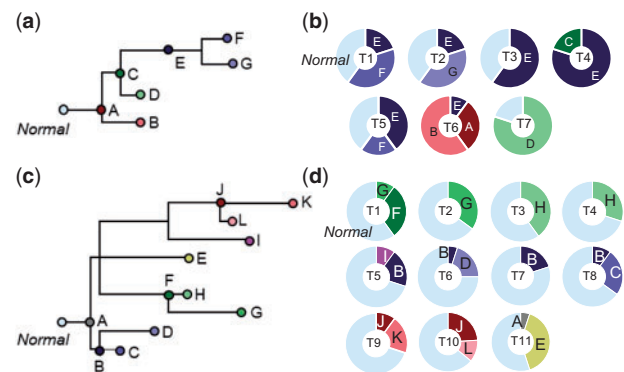 (a)
F
E
G
C
D
A
B
Normal
(b)
Normal
E
T1
F
E
T2
G
T3
E
C
T4
E
E
T5
F
E
T6
A
B
T7
D
(c)
J
K
L
I
E
F
H
G
A
Normal
D
B
C
(d)
Normal
G
T1
F
T2
G
T3
H
T4
H
I
T5
B
B
T6
D
B
T7
B
T8
C
J
T9
K
J
T10
L
A
T11
E